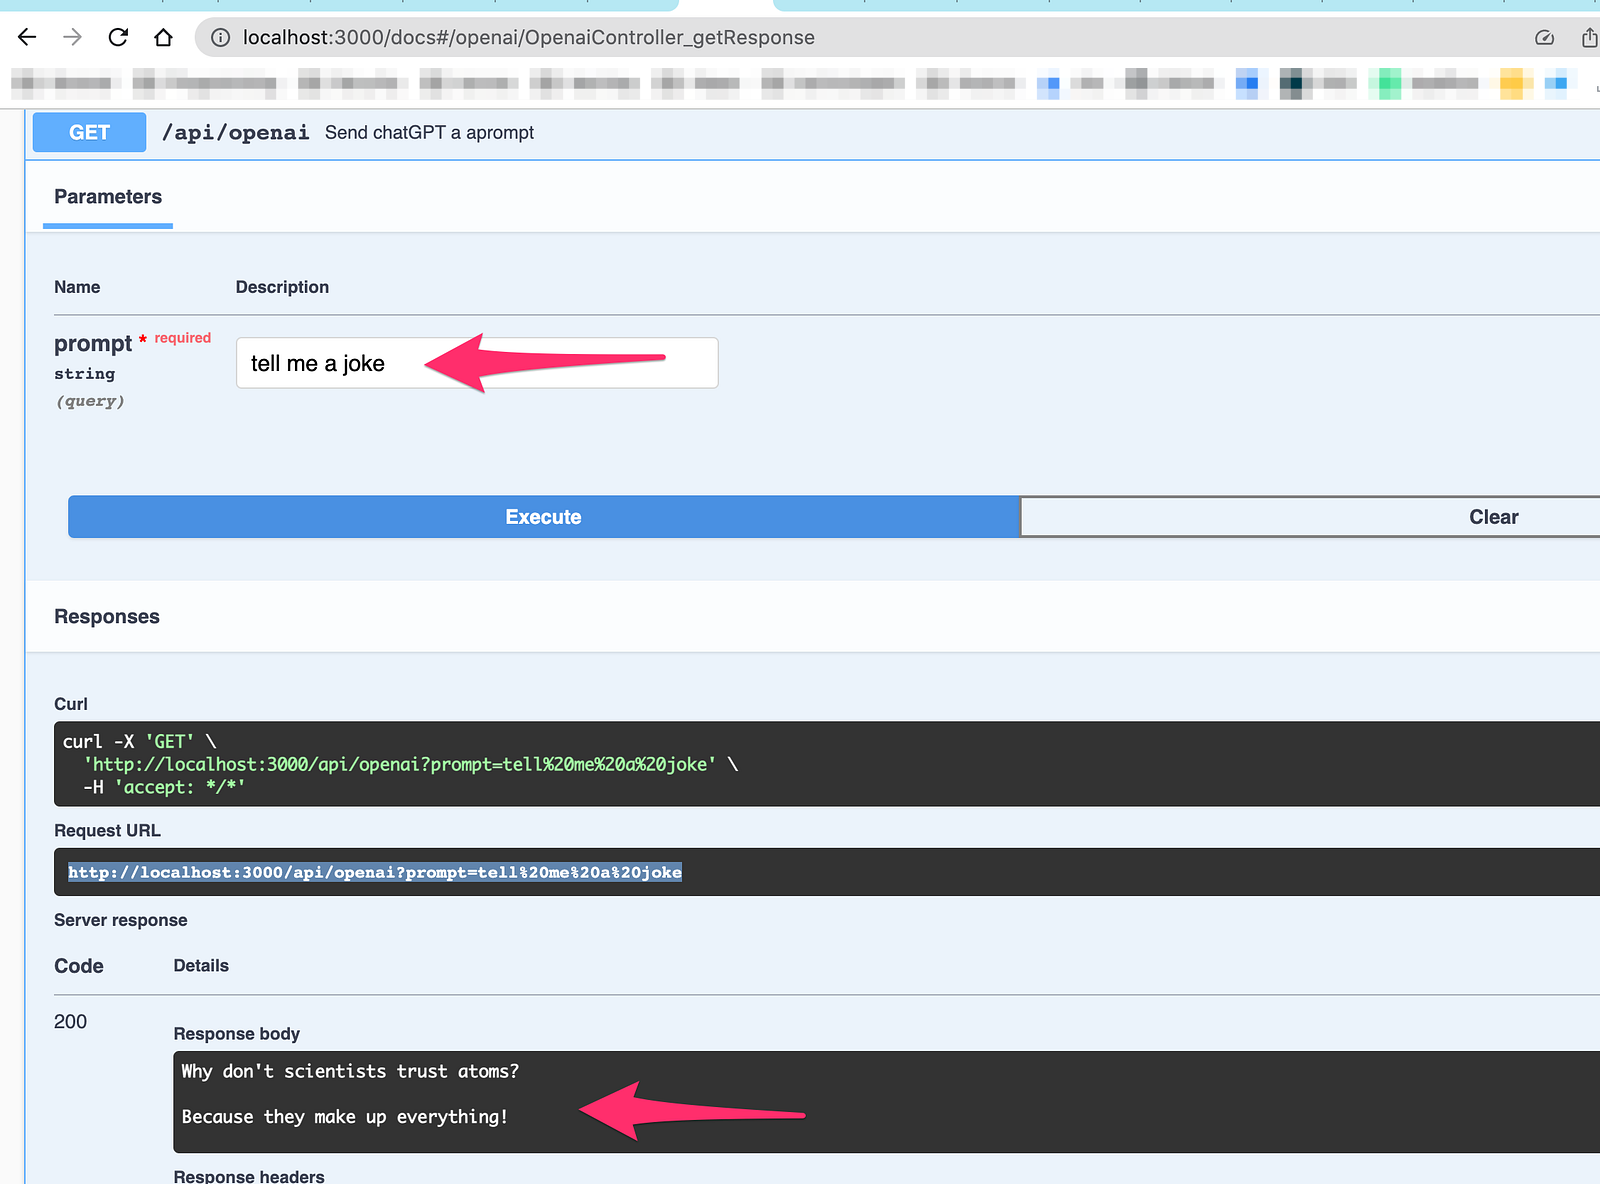 localhost:3000/docs#/openai/OpenaiController_getResponse
GET /api/openai Send chatGPT a aprompt
Parameters
Name Description
prompt * required
string
(query)
tell me a joke
Execute Clear
Responses
Curl
curl -X 'GET' \
'http://localhost:3000/api/openai?prompt=tell%20me%20a%20joke' \
-H 'accept: */*'
Request URL
http://localhost:3000/api/openai?prompt=tell%20me%20a%20joke
Server response
Code Details
200
Response body
Why don't scientists trust atoms?
Because they make up everything!
Response headers